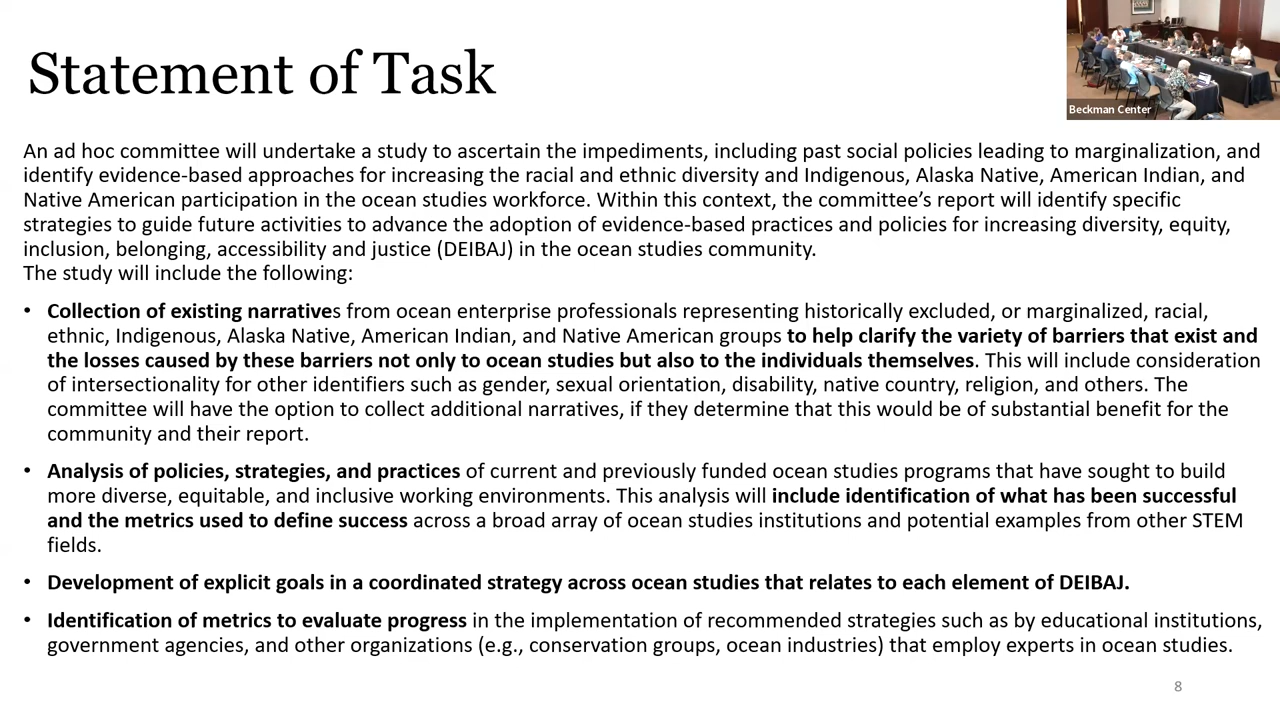 Statement of Task
Beckman Center
An ad hoc committee will undertake a study to ascertain the impediments, including past social policies leading to marginalization, and
identify evidence-based approaches for increasing the racial and ethnic diversity and Indigenous, Alaska Native, American Indian, and
Native American participation in the ocean studies workforce. Within this context, the committee’s report will identify specific
strategies to guide future activities to advance the adoption of evidence-based practices and policies for increasing diversity, equity,
inclusion, belonging, accessibility and justice (DEIBAJ) in the ocean studies community.
The study will include the following:
• Collection of existing narratives from ocean enterprise professionals representing historically excluded, or marginalized, racial,
ethnic, Indigenous, Alaska Native, American Indian, and Native American groups to help clarify the variety of barriers that exist and
the losses caused by these barriers not only to ocean studies but also to the individuals themselves. This will include consideration
of intersectionality for other identifiers such as gender, sexual orientation, disability, native country, religion, and others. The
committee will have the option to collect additional narratives, if they determine that this would be of substantial benefit for the
community and their report.
• Analysis of policies, strategies, and practices of current and previously funded ocean studies programs that have sought to build
more diverse, equitable, and inclusive working environments. This analysis will include identification of what has been successful
and the metrics used to define success across a broad array of ocean studies institutions and potential examples from other STEM
fields.
• Development of explicit goals in a coordinated strategy across ocean studies that relates to each element of DEIBAJ.
• Identification of metrics to evaluate progress in the implementation of recommended strategies such as by educational institutions,
government agencies, and other organizations (e.g., conservation groups, ocean industries) that employ experts in ocean studies.
8